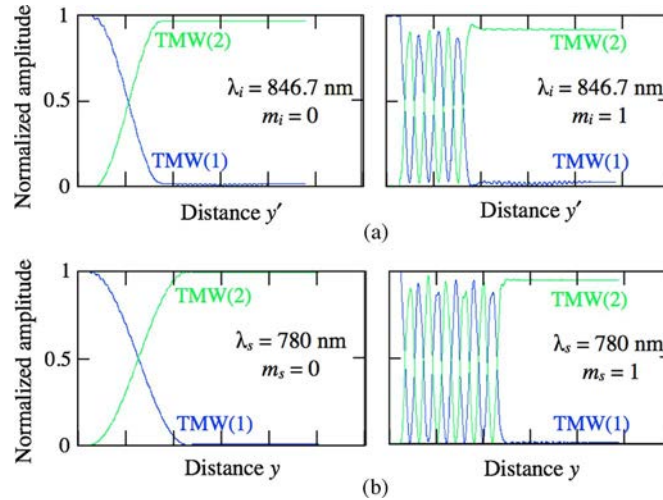 Normalized amplitude
1
0.5
0
TMW(2)
λi = 846.7 nm
mi = 0
TMW(1)
Distance y′
TMW(2)
λi = 846.7 nm
mi = 1
TMW(1)
Distance y′
(a)
Normalized amplitude
1
0.5
0
TMW(2)
λs = 780 nm
ms = 0
TMW(1)
Distance y
TMW(2)
λs = 780 nm
ms = 1
TMW(1)
Distance y
(b)